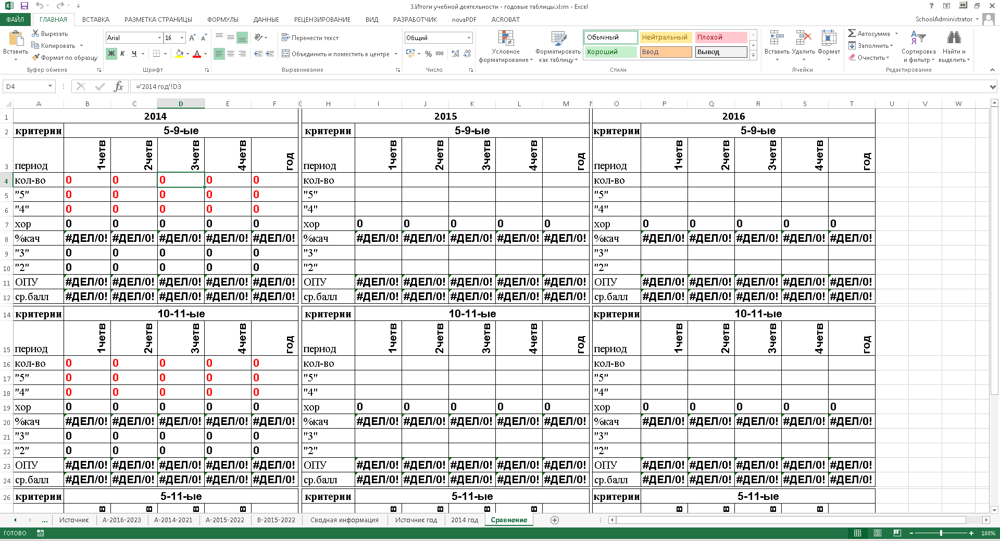 3.Итоги учебной деятельности - годовые таблицы.xlsm - Excel
ФАЙЛ ГЛАВНАЯ ВСТАВКА РАЗМЕТКА СТРАНИЦЫ ФОРМУЛЫ ДАННЫЕ РЕЦЕНЗИРОВАНИЕ ВИД РАЗРАБОТЧИК novaPDF ACROBAT SchoolAdministrator
Вставить
Вырезать
Копировать
Формат по образцу
Буфер обмена
Arial 16
Ж К Ч
Шрифт
Перенести текст
Объединить и поместить в центре
Выравнивание
Общий
% 000
Число
Условное форматирование
Форматировать как таблицу
Обычный Нейтральный Плохой
Хороший Ввод Вывод
Стили
Вставить Удалить Формат
Ячейки
Автосумма
Заполнить
Очистить
Сортировка и фильтр
Найти и выделить
Редактирование
D4 fx ='2014 год'!D3
A B C D E F G H I J K L M N O P Q R S T U V W
1 2014 2015 2016
2 критерии 5-9-ые критерии 5-9-ые критерии 5-9-ые
3 период 1четв 2четв 3четв 4четв год период 1четв 2четв 3четв 4четв год период 1четв 2четв 3четв 4четв год
4 кол-во 0 0 0 0 0 кол-во кол-во
5 "5" 0 0 0 0 0 "5" "5"
6 "4" 0 0 0 0 0 "4" "4"
7 хор 0 0 0 0 0 хор 0 0 0 0 0 хор 0 0 0 0 0
8 %кач #ДЕЛ/0! #ДЕЛ/0! #ДЕЛ/0! #ДЕЛ/0! #ДЕЛ/0! %кач #ДЕЛ/0! #ДЕЛ/0! #ДЕЛ/0! #ДЕЛ/0! #ДЕЛ/0! %кач #ДЕЛ/0! #ДЕЛ/0! #ДЕЛ/0! #ДЕЛ/0! #ДЕЛ/0!
9 "3" 0 0 0 0 0 "3" "3"
10 "2" 0 0 0 0 0 "2" "2"
11 ОПУ #ДЕЛ/0! #ДЕЛ/0! #ДЕЛ/0! #ДЕЛ/0! #ДЕЛ/0! ОПУ #ДЕЛ/0! #ДЕЛ/0! #ДЕЛ/0! #ДЕЛ/0! #ДЕЛ/0! ОПУ #ДЕЛ/0! #ДЕЛ/0! #ДЕЛ/0! #ДЕЛ/0! #ДЕЛ/0!
12 ср.балл #ДЕЛ/0! #ДЕЛ/0! #ДЕЛ/0! #ДЕЛ/0! #ДЕЛ/0! ср.балл #ДЕЛ/0! #ДЕЛ/0! #ДЕЛ/0! #ДЕЛ/0! #ДЕЛ/0! ср.балл #ДЕЛ/0! #ДЕЛ/0! #ДЕЛ/0! #ДЕЛ/0! #ДЕЛ/0!
14 критерии 10-11-ые критерии 10-11-ые критерии 10-11-ые
15 период 1четв 2четв 3четв 4четв год период 1четв 2четв 3четв 4четв год период 1четв 2четв 3четв 4четв год
16 кол-во 0 0 0 0 0 кол-во кол-во
17 "5" 0 0 0 0 0 "5" "5"
18 "4" 0 0 0 0 0 "4" "4"
19 хор 0 0 0 0 0 хор 0 0 0 0 0 хор 0 0 0 0 0
20 %кач #ДЕЛ/0! #ДЕЛ/0! #ДЕЛ/0! #ДЕЛ/0! #ДЕЛ/0! %кач #ДЕЛ/0! #ДЕЛ/0! #ДЕЛ/0! #ДЕЛ/0! #ДЕЛ/0! %кач #ДЕЛ/0! #ДЕЛ/0! #ДЕЛ/0! #ДЕЛ/0! #ДЕЛ/0!
21 "3" 0 0 0 0 0 "3" "3"
22 "2" 0 0 0 0 0 "2" "2"
23 ОПУ #ДЕЛ/0! #ДЕЛ/0! #ДЕЛ/0! #ДЕЛ/0! #ДЕЛ/0! ОПУ #ДЕЛ/0! #ДЕЛ/0! #ДЕЛ/0! #ДЕЛ/0! #ДЕЛ/0! ОПУ #ДЕЛ/0! #ДЕЛ/0! #ДЕЛ/0! #ДЕЛ/0! #ДЕЛ/0!
24 ср.балл #ДЕЛ/0! #ДЕЛ/0! #ДЕЛ/0! #ДЕЛ/0! #ДЕЛ/0! ср.балл #ДЕЛ/0! #ДЕЛ/0! #ДЕЛ/0! #ДЕЛ/0! #ДЕЛ/0! ср.балл #ДЕЛ/0! #ДЕЛ/0! #ДЕЛ/0! #ДЕЛ/0! #ДЕЛ/0!
26 критерии 5-11-ые критерии 5-11-ые критерии 5-11-ые
в в в в в в в в в в в в
... Источник А-2016-2023 А-2014-2021 А-2015-2022 В-2015-2022 Сводная информация Источник год 2014 год Сравнение
ГОТОВО 100%